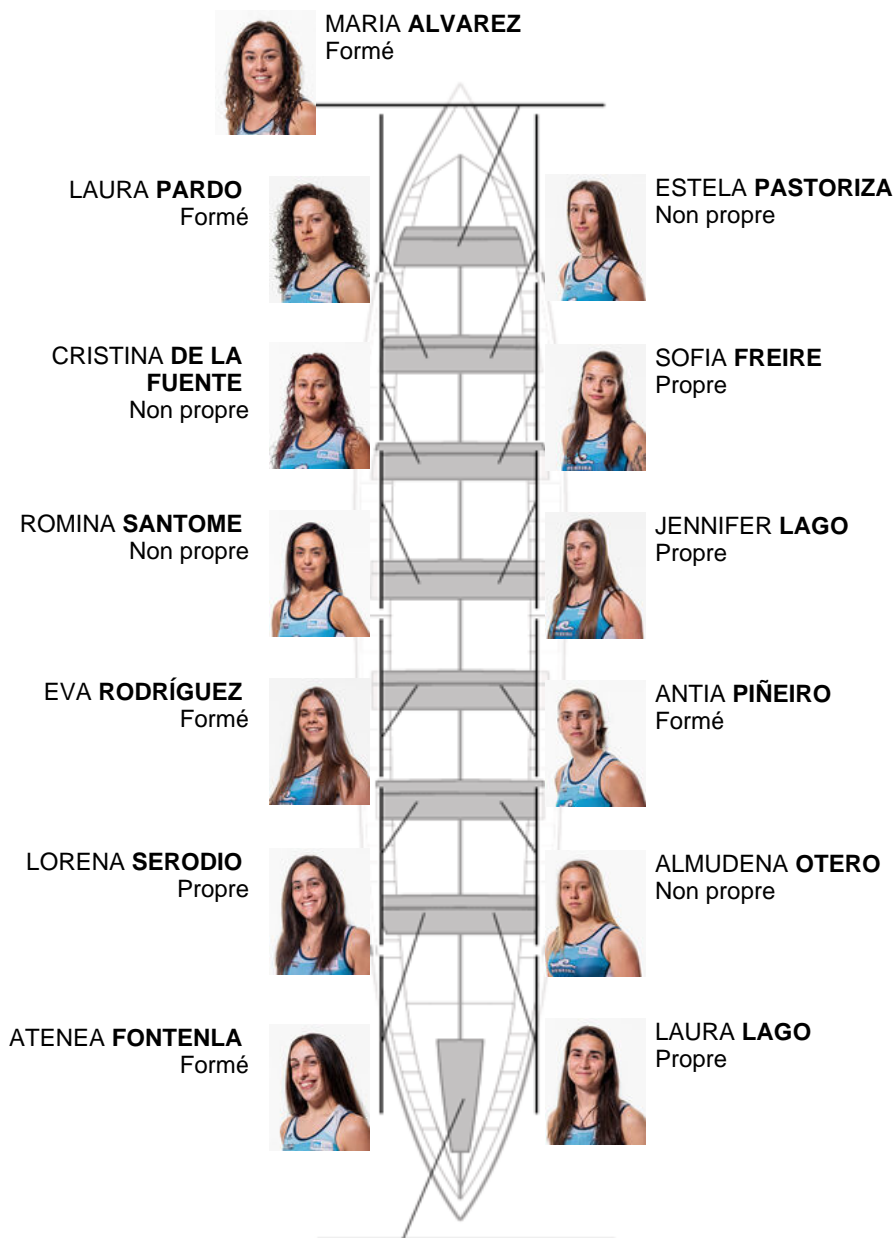 MARIA ALVAREZ
Formé
LAURA PARDO
Formé
ESTELA PASTORIZA
Non propre
CRISTINA DE LA
FUENTE
Non propre
SOFIA FREIRE
Propre
ROMINA SANTOME
Non propre
JENNIFER LAGO
Propre
EVA RODRÍGUEZ
Formé
ANTIA PIÑEIRO
Formé
LORENA SERODIO
Propre
ALMUDENA OTERO
Non propre
ATENEA FONTENLA
Formé
LAURA LAGO
Propre